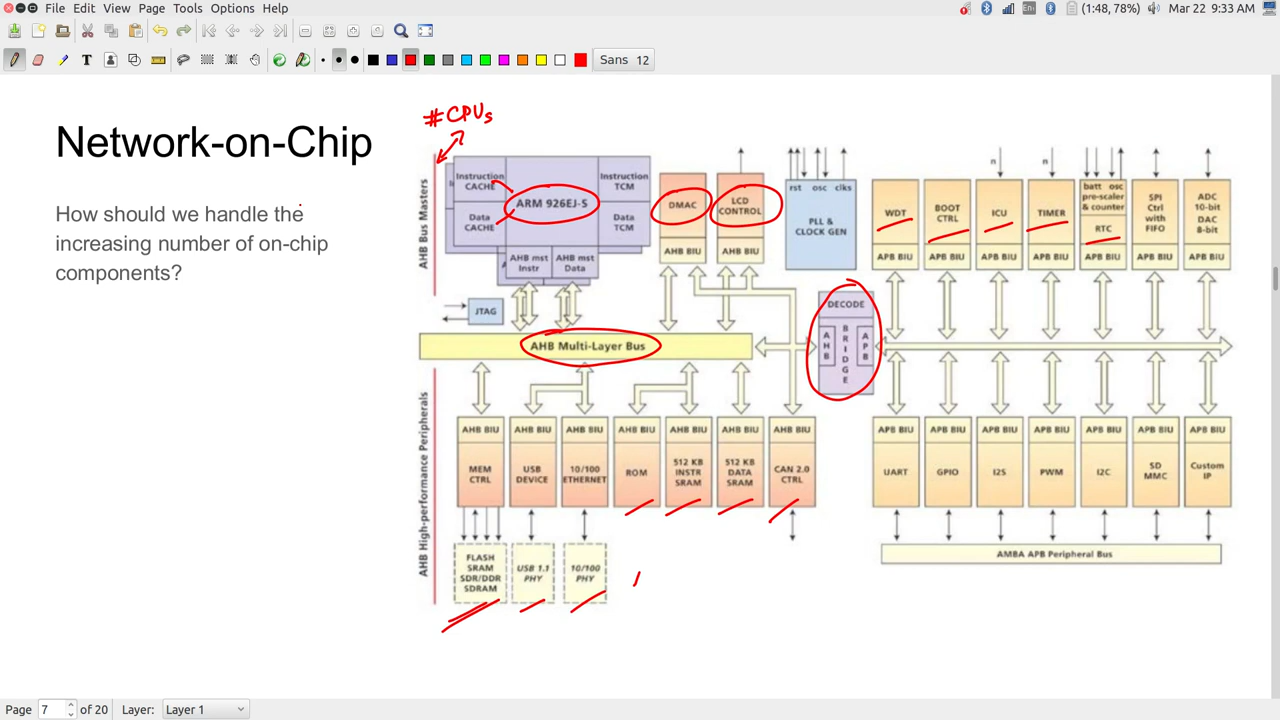 File Edit View Page Tools Options Help
(1:48, 78%)
En
Mar 22 9:33 AM
T
Sans 12
Network-on-Chip
How should we handle the
increasing number of on-chip
components?
#CPUs
AHB Bus Masters
Instruction
CACHE
Data
CACHE
ARM 926EJ-S
Instruction
TCM
Data
TCM
AHB mst
Instr
AHB mst
Data
DMAC
AHB BIU
LCD
CONTROL
AHB BIU
rst osc clks
PLL &
CLOCK GEN
WDT
APB BIU
BOOT
CTRL
APB BIU
n
ICU
APB BIU
n
TIMER
APB BIU
batt osc
pre-scaler
& counter
RTC
APB BIU
SPI
Ctrl
with
FIFO
APB BIU
ADC
10-bit
DAC
8-bit
APB BIU
JTAG
AHB Multi-Layer Bus
DECODE
AHB
BRIDGE
APB
AHB High-performance Peripherals
AHB BIU
MEM
CTRL
AHB BIU
USB
DEVICE
AHB BIU
10/100
ETHERNET
AHB BIU
ROM
AHB BIU
512 KB
INSTR
SRAM
AHB BIU
512 KB
DATA
SRAM
AHB BIU
CAN 2.0
CTRL
APB BIU
UART
APB BIU
GPIO
APB BIU
I2S
APB BIU
PWM
APB BIU
I2C
APB BIU
SD
MMC
APB BIU
Custom
IP
FLASH
SRAM
SDR/DDR
SDRAM
USB 1.1
PHY
10/100
PHY
AMBA APB Peripheral Bus
Page 7 of 20 Layer: Layer 1